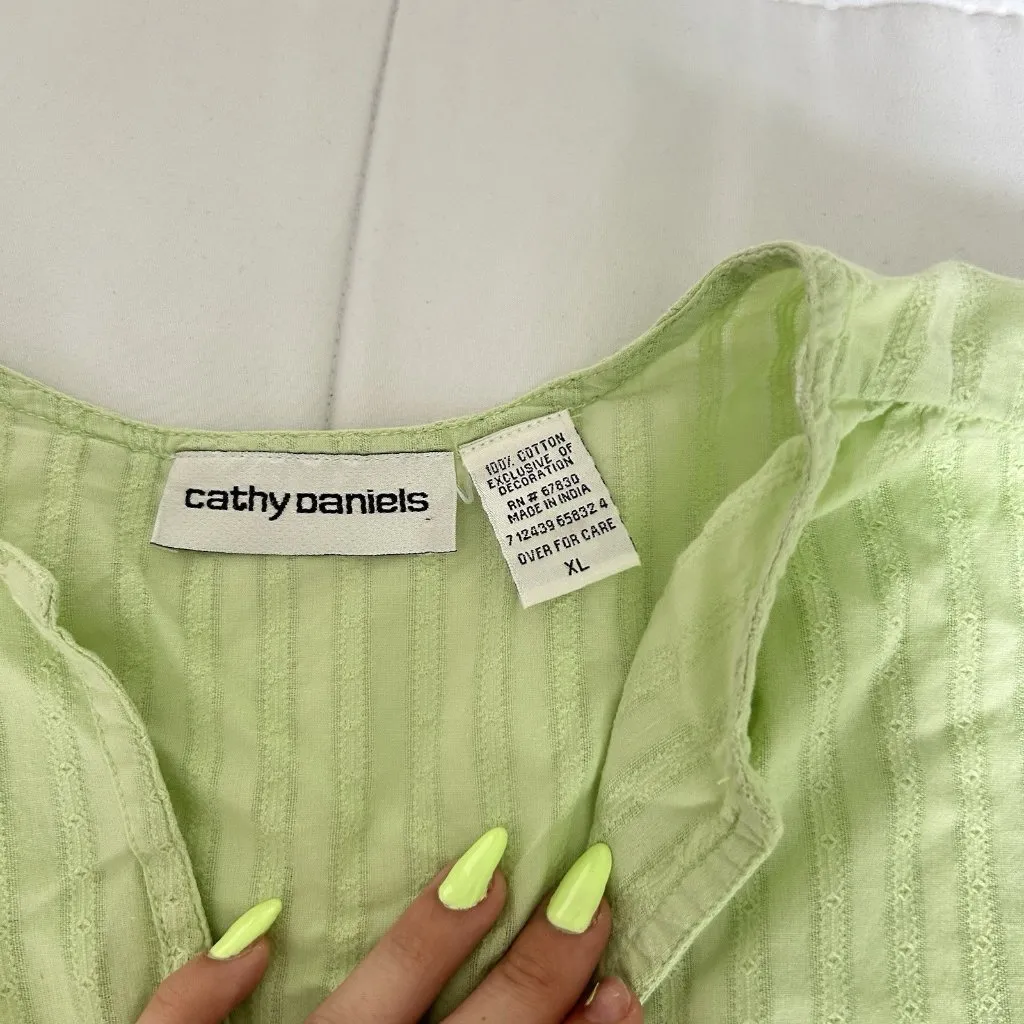 cathy Daniels
100% COTTON
EXCLUSIVE OF
DECORATION
RN # 67830
MADE IN INDIA
7 12439 65832 4
OVER FOR CARE
XL